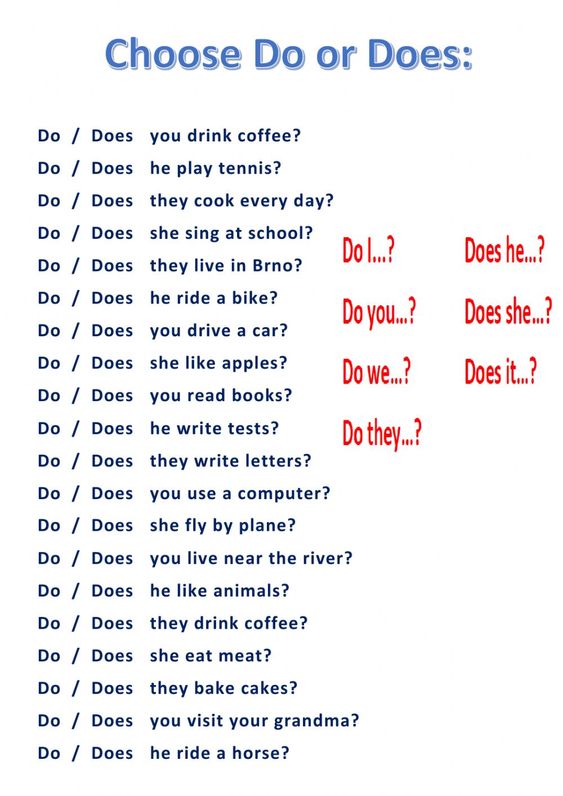 Choose Do or Does:
Do / Does you drink coffee?
Do / Does he play tennis?
Do / Does they cook every day?
Do / Does she sing at school?
Do / Does they live in Brno?
Do / Does he ride a bike?
Do / Does you drive a car?
Do / Does she like apples?
Do / Does you read books?
Do / Does he write tests?
Do / Does they write letters?
Do / Does you use a computer?
Do / Does she fly by plane?
Do / Does you live near the river?
Do / Does he like animals?
Do / Does they drink coffee?
Do / Does she eat meat?
Do / Does they bake cakes?
Do / Does you visit your grandma?
Do / Does he ride a horse?
Do I...? Does he...?
Do you...? Does she...?
Do we...? Does it...?
Do they...?